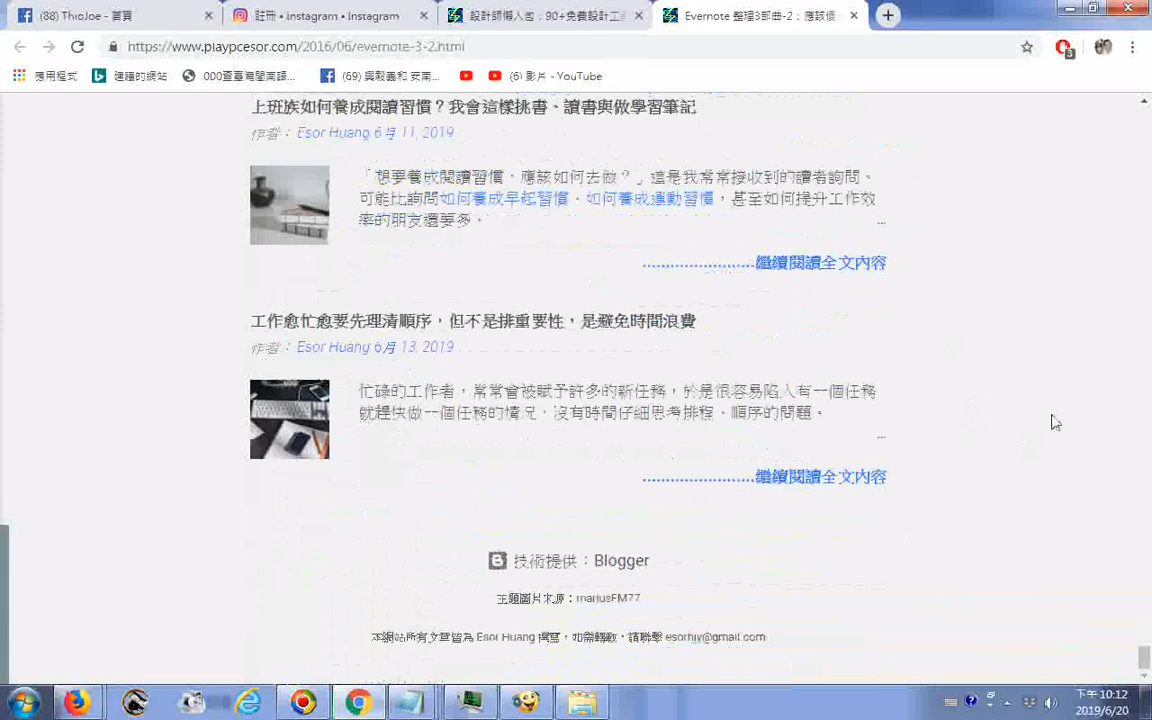 (88) ThioJoe - 首頁
註冊 • Instagram • Instagram
設計師懶人包：90+免費設計工
Evernote 整理3部曲-2：應該
https://www.playpcesor.com/2016/06/evernote-3-2.html
應用程式
建議的網站
(69) 與毅嘉和 安南...
(6) 影片 - YouTube
上班族如何養成閱讀習慣？我會這樣挑書、讀書與做學習筆記
作者： Esor Huang 6月 11, 2019
「想要養成閱讀習慣，應該如何去做？」這是我常常接收到的讀者詢問。
可能比詢問如何養成早起習慣、如何養成運動習慣，甚至如何提升工作效
率的朋友還要多。
...
.......................繼續閱讀全文內容
工作愈忙愈要先理清順序，但不是排重要性，是避免時間浪費
作者： Esor Huang 6月 13, 2019
忙碌的工作者，常常會被賦予許多的新任務，於是很容易陷入有一個任務
就趕快做一個任務的情況，沒有時間仔細思考排程、順序的問題。
...
.......................繼續閱讀全文內容
技術提供：Blogger
主題圖片來源：mariusFM77
本網站所有文章皆為 Esor Huang 撰寫，如需轉載，請聯繫 esorhjy@gmail.com
下午 10:12
2019/6/20